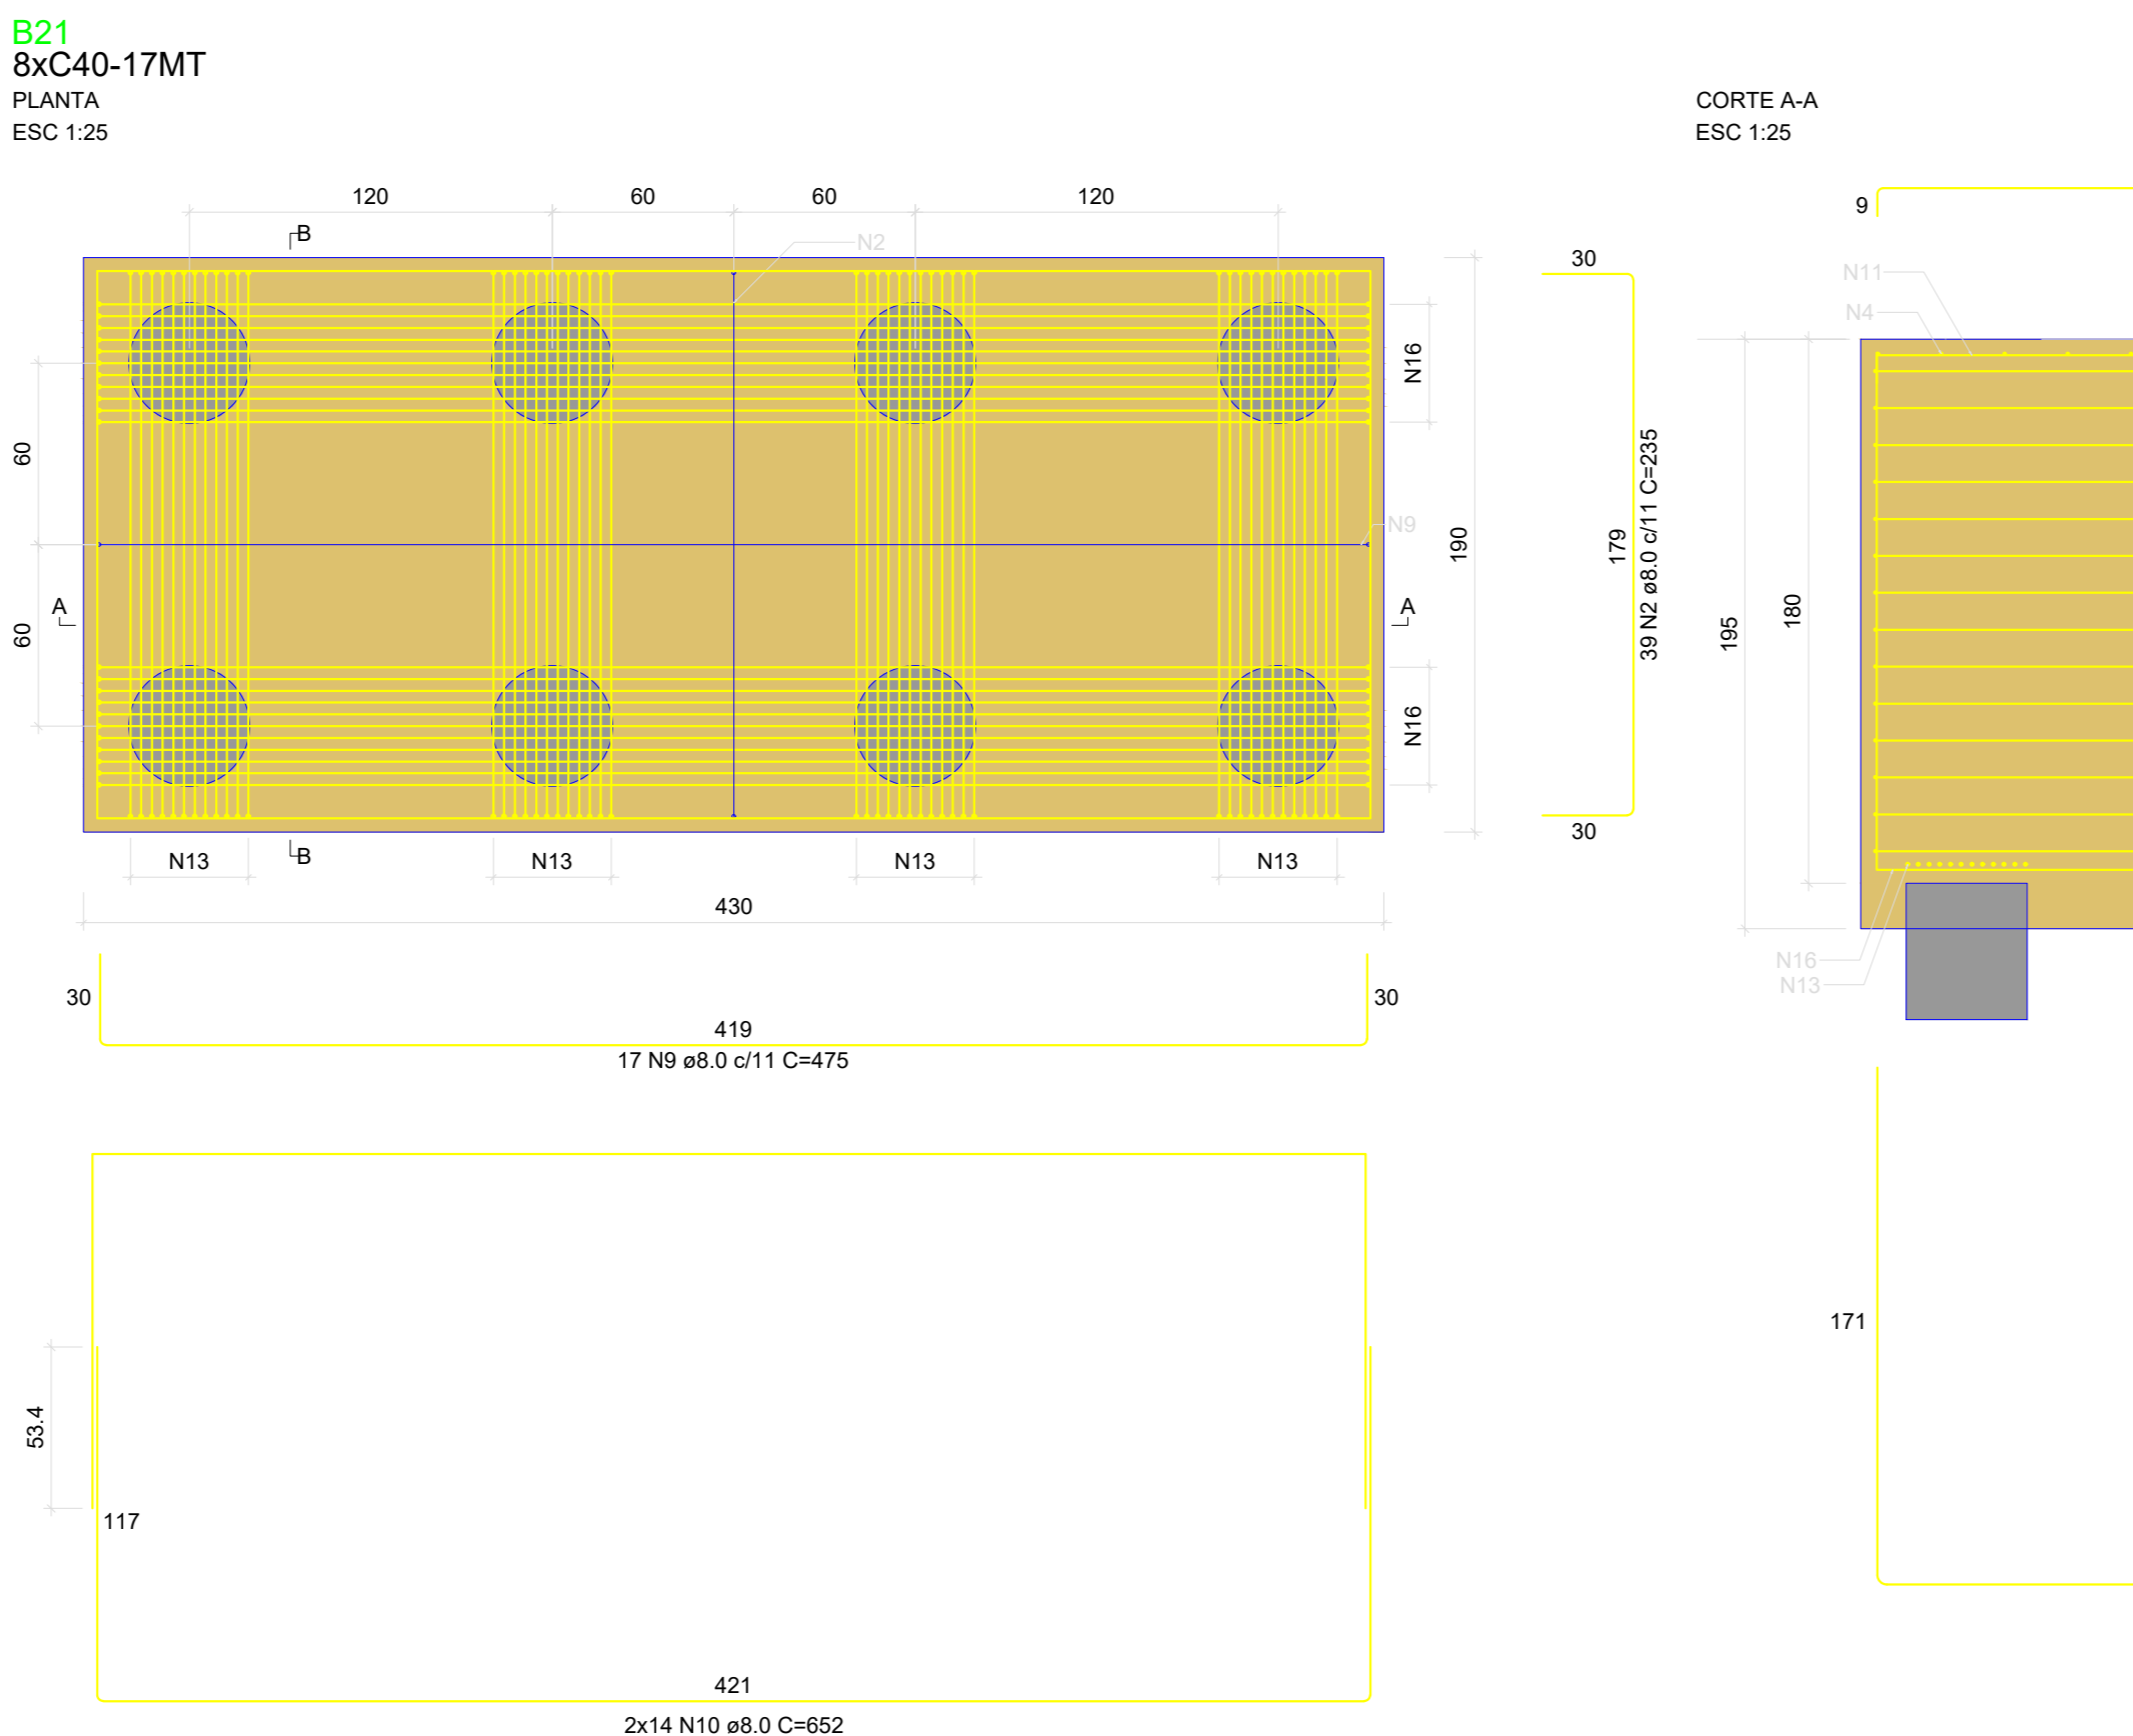 B21
8xC40-17MT
PLANTA
ESC 1:25
CORTE A-A
ESC 1:25
120
60
60
120
9
B
N2
30
N11
N4
N16
60
39 N2 ø8.0 c/11 C=235
179
190
N9
A
A
60
180
195
N16
30
B
N13
N13
N13
N13
430
N16
N13
30
30
419
17 N9 ø8.0 c/11 C=475
171
53.4
117
421
2x14 N10 ø8.0 C=652